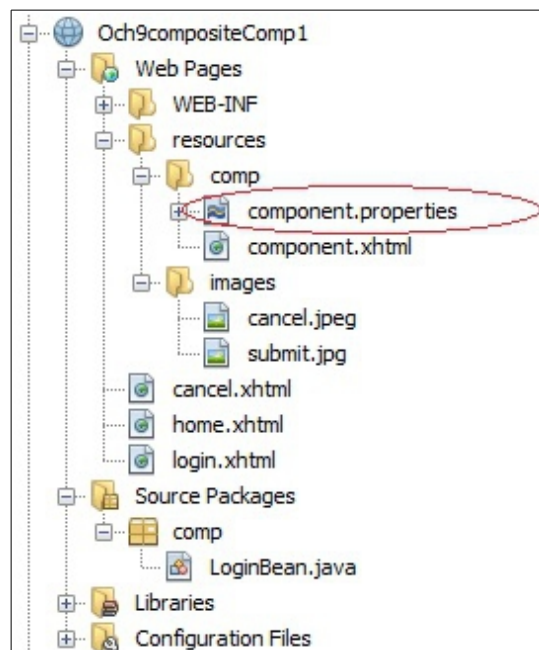 Och9compositeComp1
Web Pages
WEB-INF
resources
comp
component.properties
component.xhtml
images
cancel.jpeg
submit.jpg
cancel.xhtml
home.xhtml
login.xhtml
Source Packages
comp
LoginBean.java
Libraries
Configuration Files